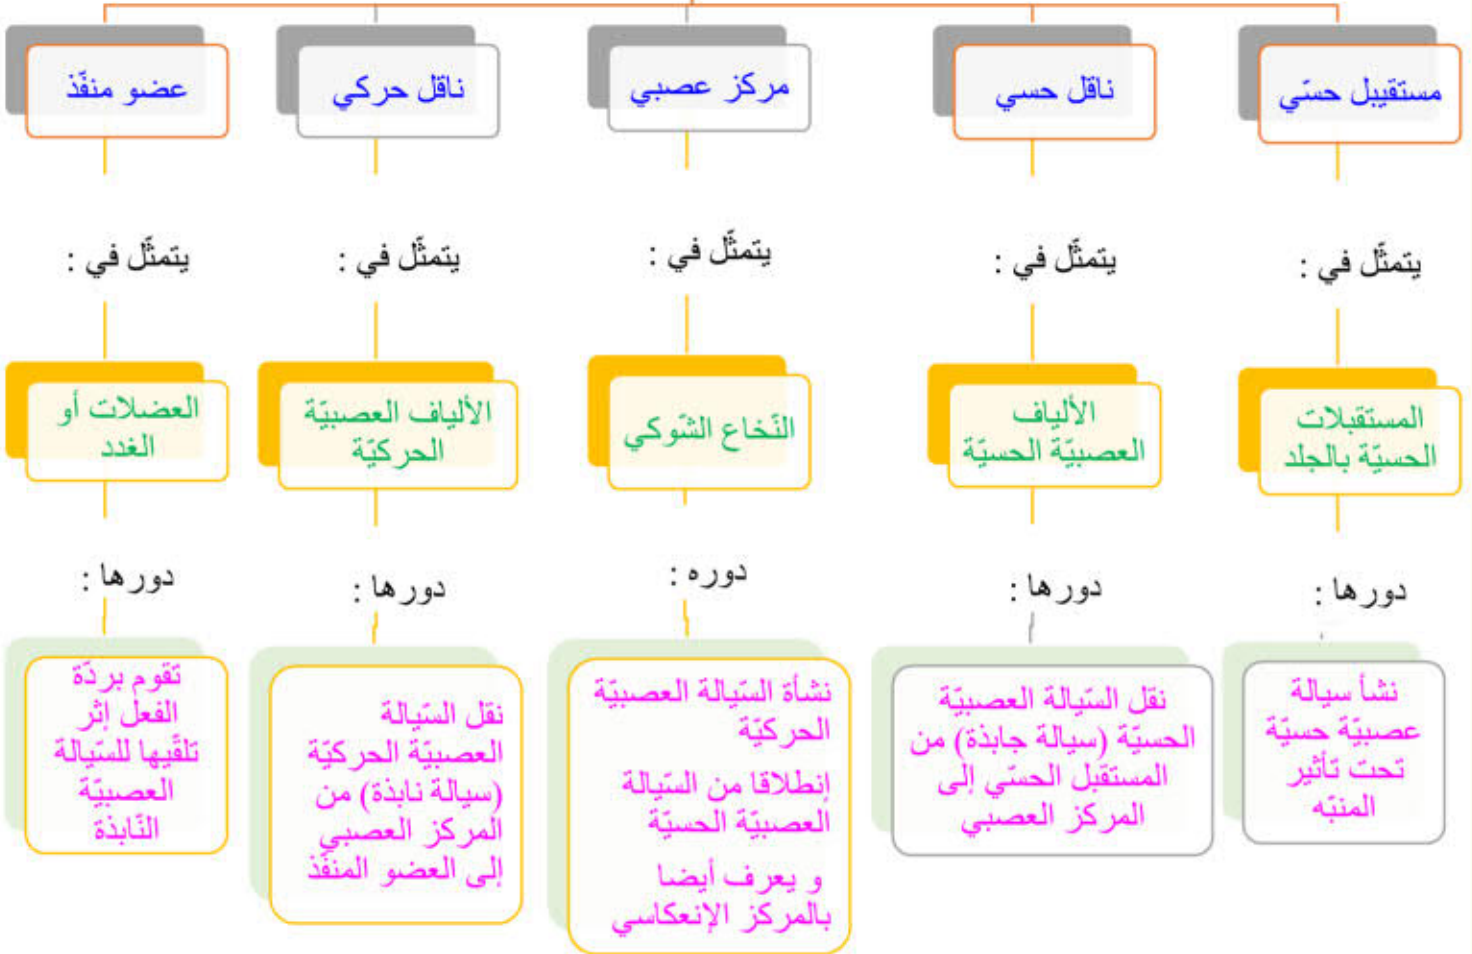 مستقيبل حسّي
ناقل حسي
مركز عصبي
ناقل حركي
عضو منفّذ
يتمثّل في :
يتمثّل في :
يتمثّل في :
يتمثّل في :
يتمثّل في :
المستقبلات
الحسيّة بالجلد
الألياف
العصبيّة الحسيّة
النّخاع الشّوكي
الألياف العصبيّة
الحركيّة
العضلات أو
الغدد
دورها :
دورها :
دوره :
دورها :
دورها :
نشأ سيالة
عصبيّة حسيّة
تحت تأثير
المنبّه
نقل السّيالة العصبيّة
الحسيّة (سيالة جابذة) من
المستقبل الحسّي إلى
المركز العصبي
نشأة السّيالة العصبيّة
الحركيّة
إنطلاقا من السّيالة
العصبيّة الحسيّة
و يعرف أيضا
بالمركز الإنعكاسي
نقل السّيالة
العصبيّة الحركيّة
(سيالة نابذة) من
المركز العصبي
إلى العضو المنفّذ
تقوم بردّة
الفعل إثر
تلقّيها للسّيالة
العصبيّة
النّابذة